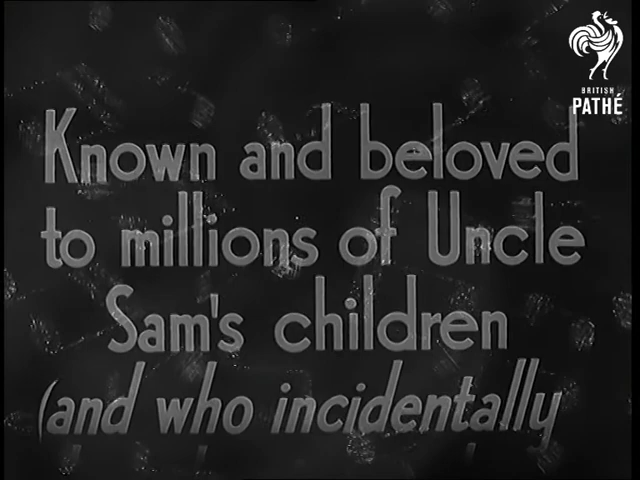 BRITISH
PATHÉ
Known and beloved
to millions of Uncle
Sam's children
(and who incidentally